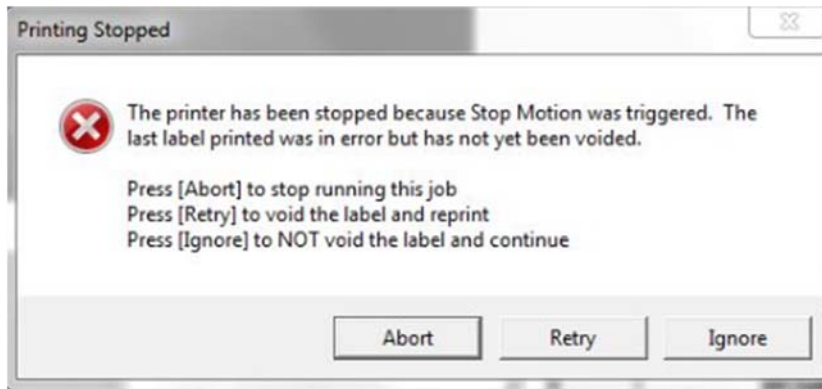 Printing Stopped
The printer has been stopped because Stop Motion was triggered.  The
last label printed was in error but has not yet been voided.
Press [Abort] to stop running this job
Press [Retry] to void the label and reprint
Press [Ignore] to NOT void the label and continue
Abort Retry Ignore